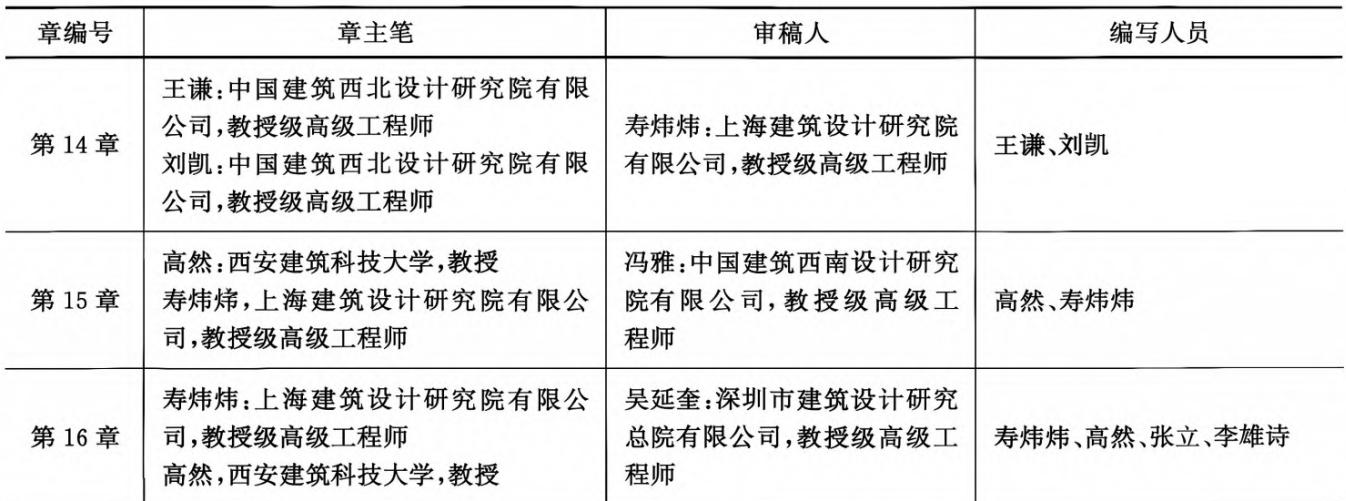 章编号 章主笔 审稿人 编写人员
第 14 章
王谦:中国建筑西北设计研究院有限
公司,教授级高级工程师
刘凯:中国建筑西北设计研究院有限
公司,教授级高级工程师
寿炜炜:上海建筑设计研究院
有限公司,教授级高级工程师
王谦、刘凯
第 15 章
高然:西安建筑科技大学,教授
寿炜炜,上海建筑设计研究院有限公
司,教授级高级工程师
冯雅:中国建筑西南设计研究
院有限公司,教授级高级工
程师
高然、寿炜炜
第 16 章
寿炜炜:上海建筑设计研究院有限公
司,教授级高级工程师
高然,西安建筑科技大学,教授
吴延奎:深圳市建筑设计研究
总院有限公司,教授级高级工
程师
寿炜炜、高然、张立、李雄诗